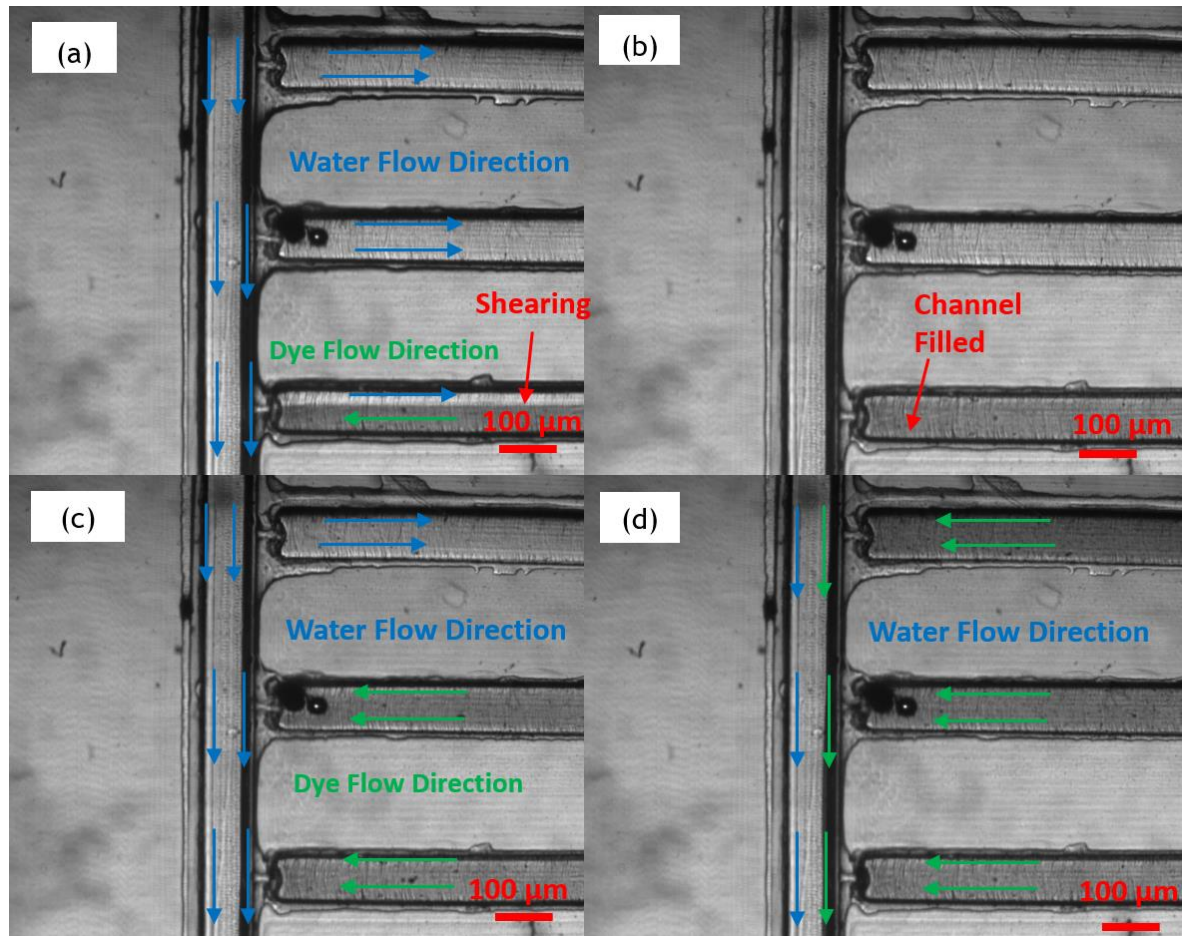 (a)
Water Flow Direction
Shearing
Dye Flow Direction
100 µm
(b)
Channel
Filled
100 µm
(c)
Water Flow Direction
Dye Flow Direction
100 µm
(d)
Water Flow Direction
100 µm